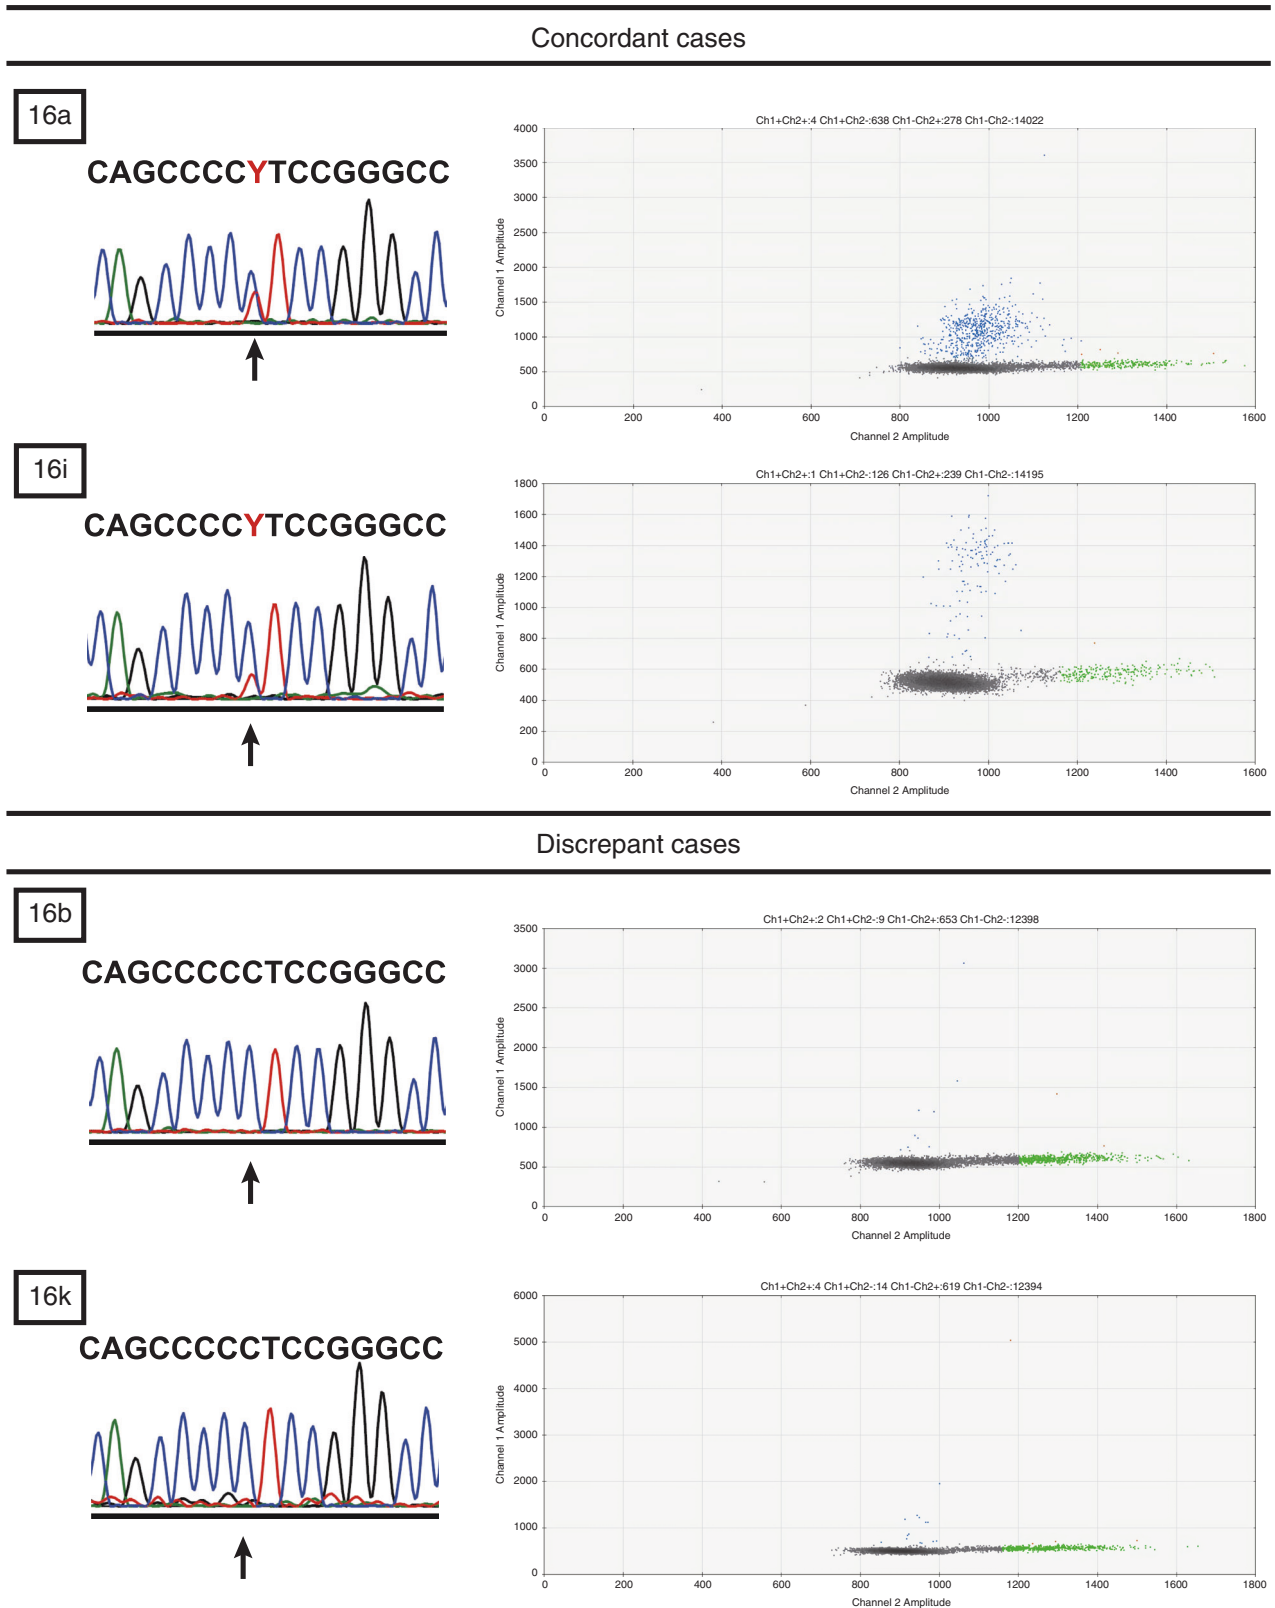 Concordant cases
16a
CAGCCCCYTCCGGGCC
Ch1+Ch2+:4 Ch1+Ch2-:638 Ch1-Ch2+:278 Ch1-Ch2-:14022
4000
3500
3000
2500
2000
1500
1000
500
0
Channel 1 Amplitude
0 200 400 600 800 1000 1200 1400 1600
Channel 2 Amplitude
16i
CAGCCCCYTCCGGGCC
Ch1+Ch2+:1 Ch1+Ch2-:126 Ch1-Ch2+:239 Ch1-Ch2-:14195
1800
1600
1400
1200
1000
800
600
400
200
0
Channel 1 Amplitude
0 200 400 600 800 1000 1200 1400 1600
Channel 2 Amplitude
Discrepant cases
16b
CAGCCCCCTCCGGGCC
Ch1+Ch2+:2 Ch1+Ch2-:9 Ch1-Ch2+:653 Ch1-Ch2-:12398
3500
3000
2500
2000
1500
1000
500
0
Channel 1 Amplitude
0 200 400 600 800 1000 1200 1400 1600 1800
Channel 2 Amplitude
16k
CAGCCCCCTCCGGGCC
Ch1+Ch2+:4 Ch1+Ch2-:14 Ch1-Ch2+:619 Ch1-Ch2-:12394
6000
5000
4000
3000
2000
1000
0
Channel 1 Amplitude
0 200 400 600 800 1000 1200 1400 1600 1800
Channel 2 Amplitude